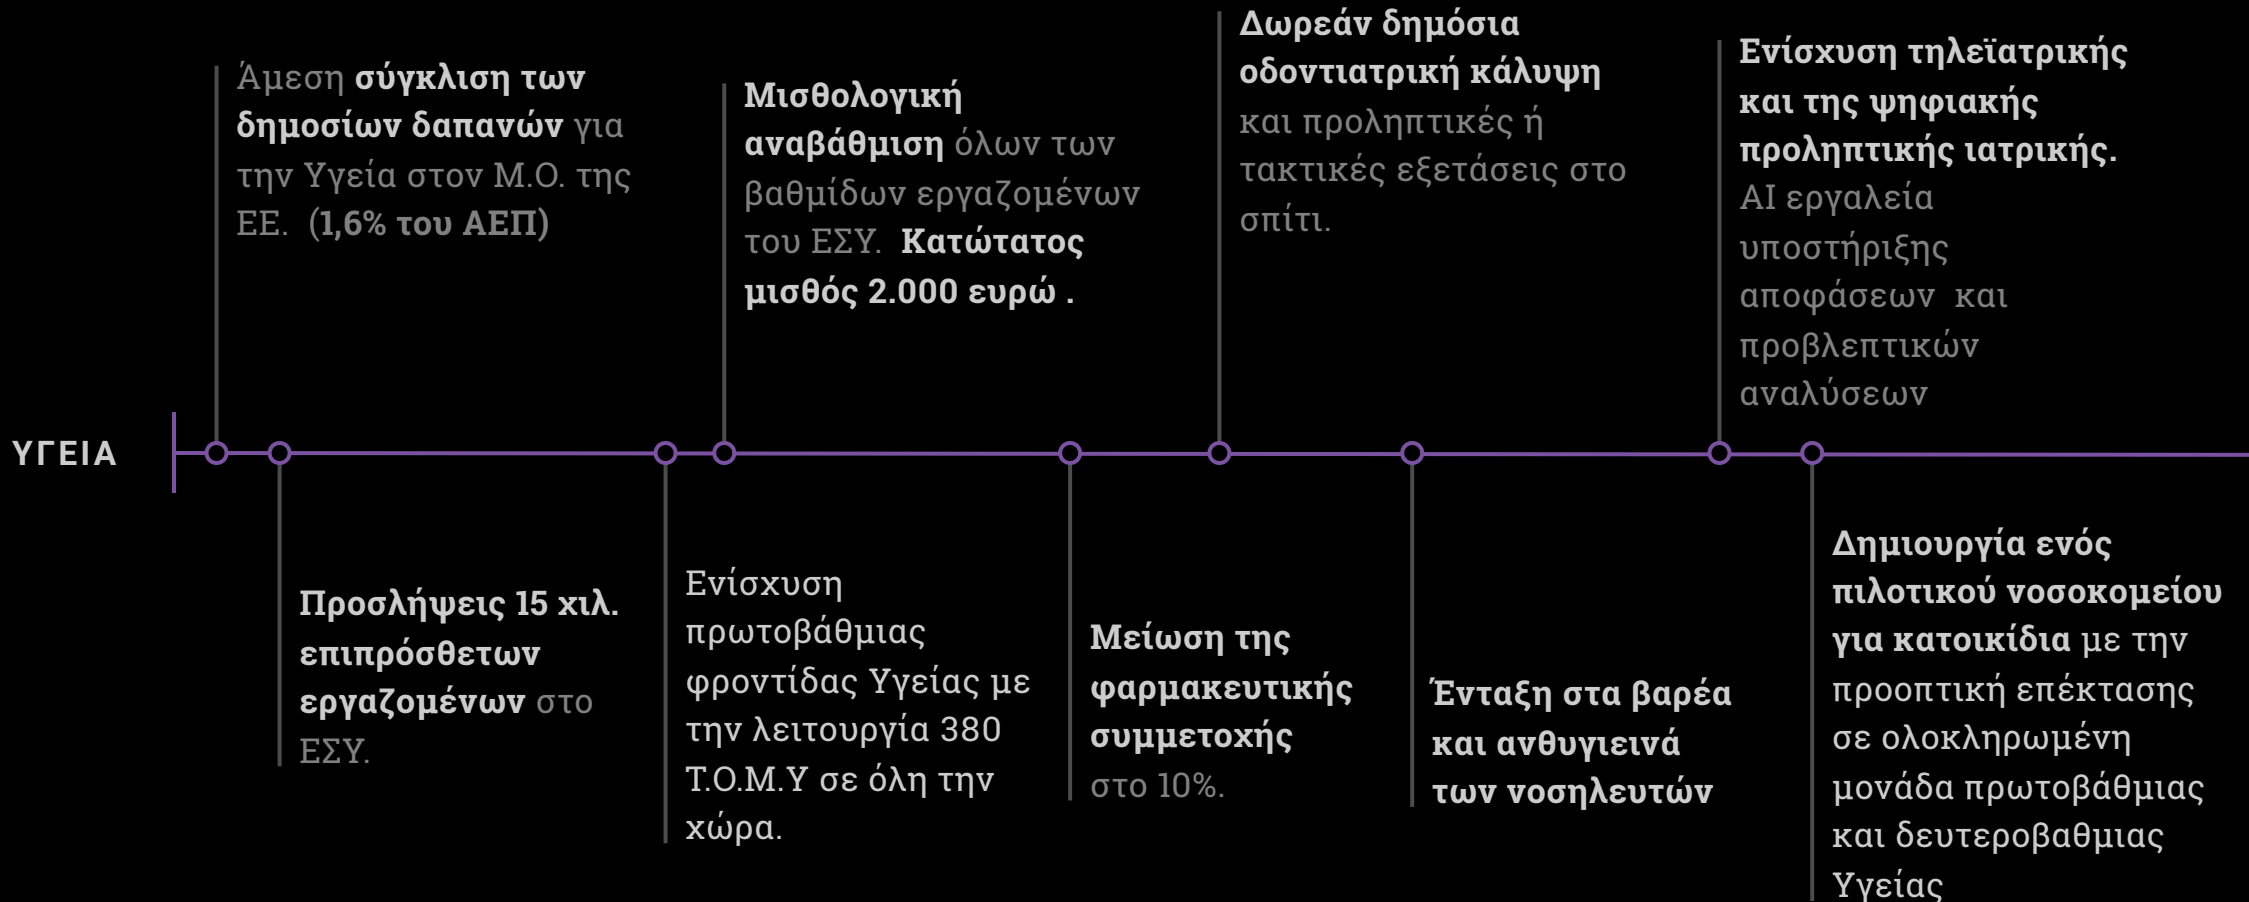 Άμεση σύγκλιση των
δημοσίων δαπανών για
την Υγεία στον Μ.Ο. της
ΕΕ.  (1,6% του ΑΕΠ)
Μισθολογική
αναβάθμιση όλων των
βαθμίδων εργαζομένων
του ΕΣΥ.  Κατώτατος
μισθός 2.000 ευρώ .
Δωρεάν δημόσια
οδοντιατρική κάλυψη
και προληπτικές ή
τακτικές εξετάσεις στο
σπίτι.
Ενίσχυση τηλεϊατρικής
και της ψηφιακής
προληπτικής ιατρικής.
AI εργαλεία
υποστήριξης
αποφάσεων  και
προβλεπτικών
αναλύσεων
ΥΓΕΙΑ
Προσλήψεις 15 χιλ.
επιπρόσθετων
εργαζομένων στο
ΕΣΥ.
Ενίσχυση
πρωτοβάθμιας
φροντίδας Υγείας με
την λειτουργία 380
Τ.Ο.Μ.Υ σε όλη την
χώρα.
Μείωση της
φαρμακευτικής
συμμετοχής
στο 10%.
Ένταξη στα βαρέα
και ανθυγιεινά
των νοσηλευτών
Δημιουργία ενός
πιλοτικού νοσοκομείου
για κατοικίδια με την
προοπτική επέκτασης
σε ολοκληρωμένη
μονάδα πρωτοβάθμιας
και δευτεροβαθμιας
Υγείας